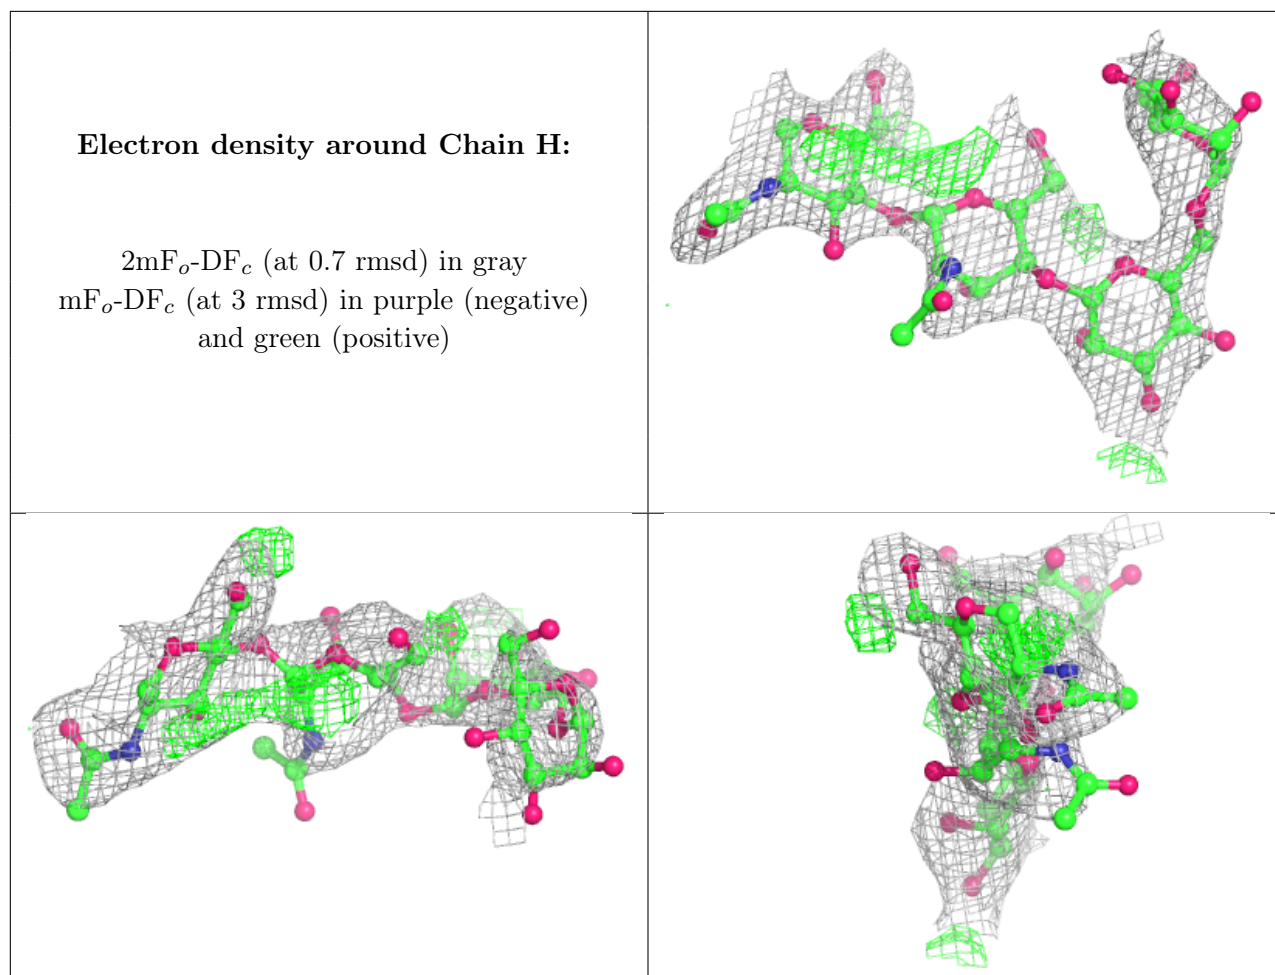 Electron density around Chain H:
2mFₒ-DF𝒸 (at 0.7 rmsd) in gray
mFₒ-DF𝒸 (at 3 rmsd) in purple (negative)
and green (positive)